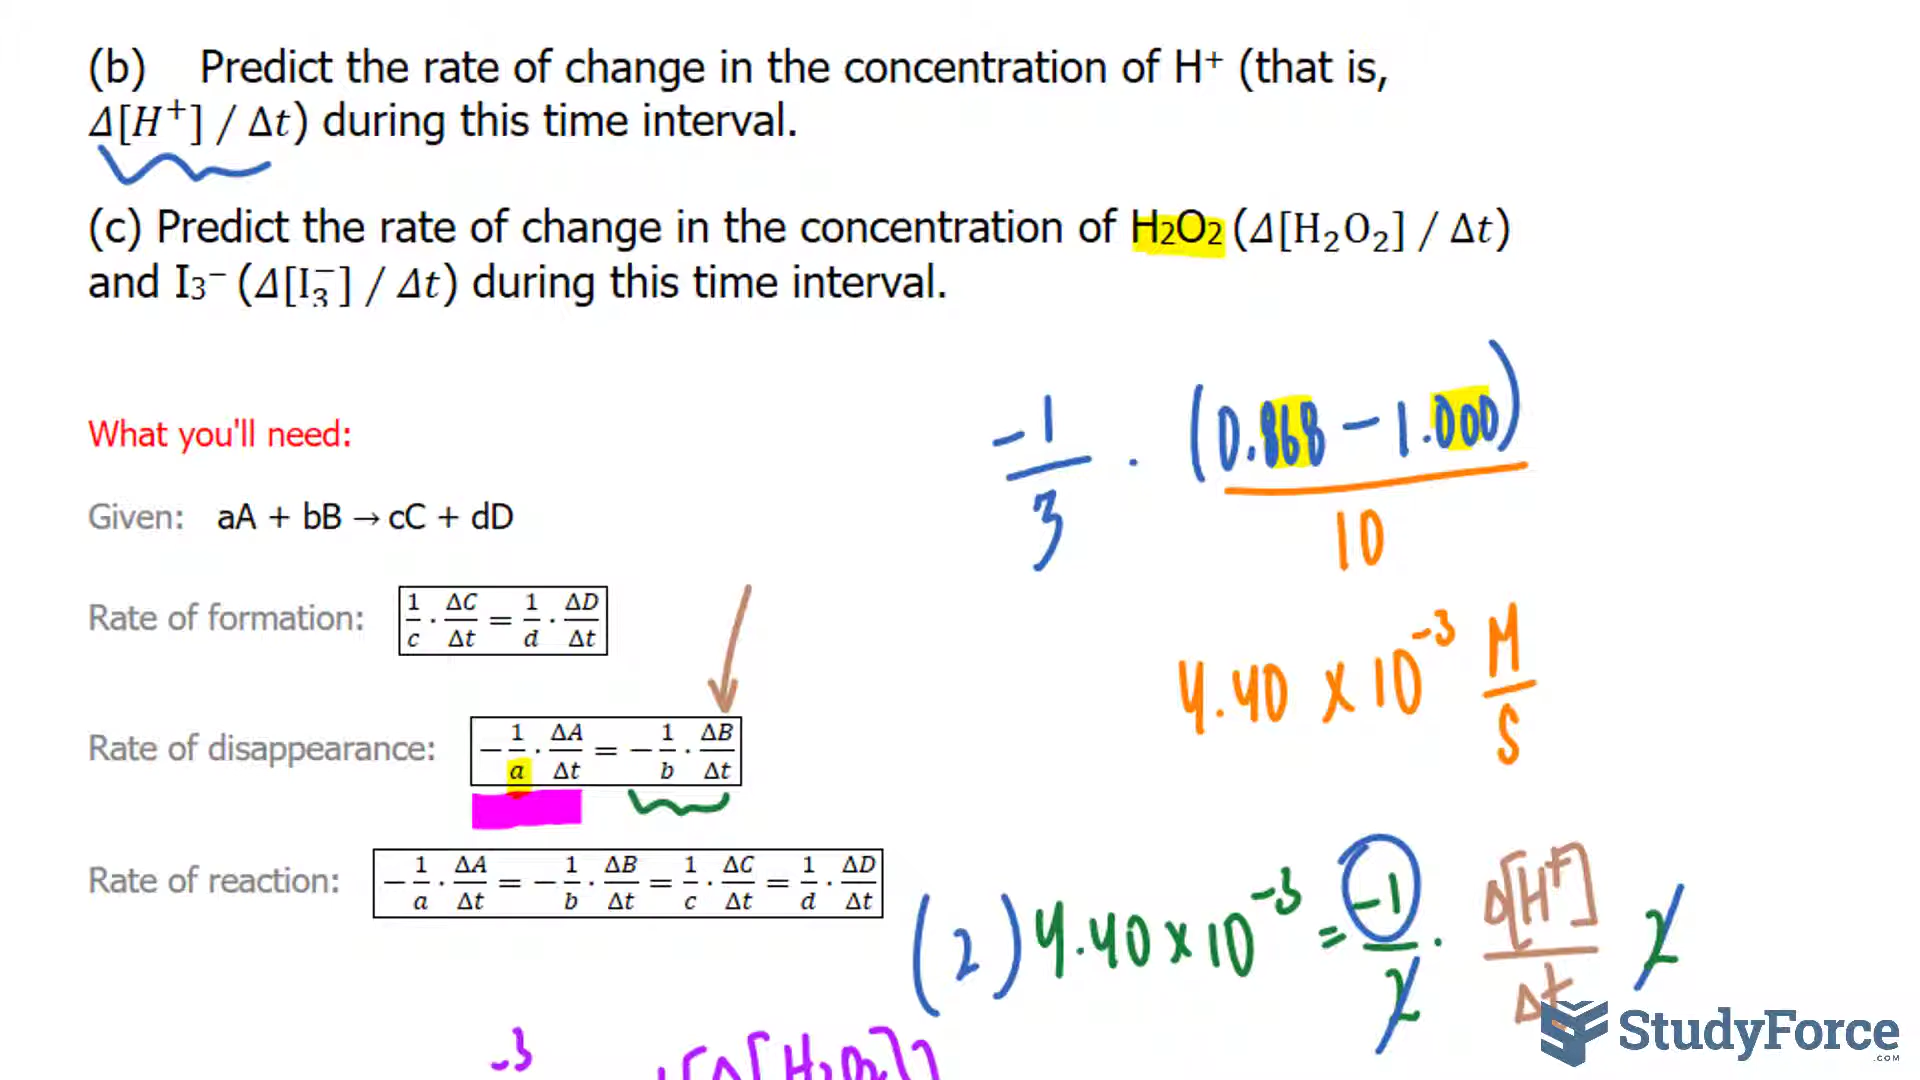 (b) Predict the rate of change in the concentration of H⁺ (that is,
Δ[H⁺] / Δt) during this time interval.
(c) Predict the rate of change in the concentration of H₂O₂ (Δ[H₂O₂] / Δt)
and I₃⁻ (Δ[I₃⁻] / Δt) during this time interval.
What you'll need:
Given: aA + bB → cC + dD
Rate of formation: 1/c · ΔC/Δt = 1/d · ΔD/Δt
Rate of disappearance: −1/a · ΔA/Δt = −1/b · ΔB/Δt
Rate of reaction: −1/a · ΔA/Δt = −1/b · ΔB/Δt = 1/c · ΔC/Δt = 1/d · ΔD/Δt
-1/3 · (0.868 − 1.000)/10
4.40 × 10⁻³ M/S
(2) 4.40 × 10⁻³ = -1/2 · Δ[H⁺]/Δt 2
-3
[Δ[H₂O₂]]
StudyForce
.COM